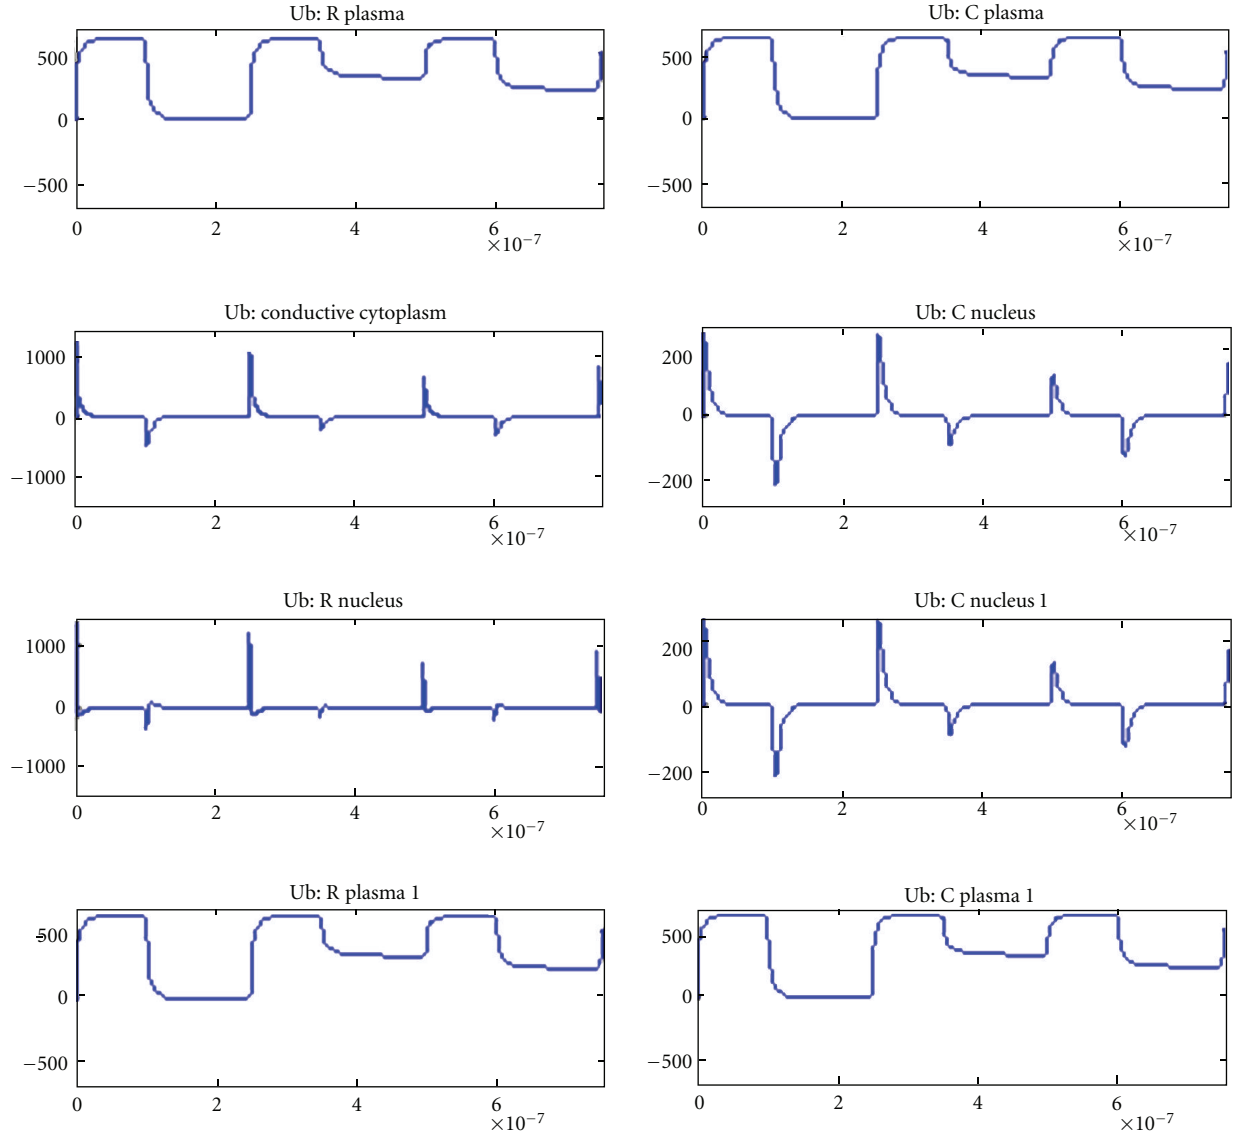 Ub: R plasma
500
0
−500
0 2 4 6
×10−7
Ub: C plasma
500
0
−500
0 2 4 6
×10−7
Ub: conductive cytoplasm
1000
0
−1000
0 2 4 6
×10−7
Ub: C nucleus
200
0
−200
0 2 4 6
×10−7
Ub: R nucleus
1000
0
−1000
0 2 4 6
×10−7
Ub: C nucleus 1
200
0
−200
0 2 4 6
×10−7
Ub: R plasma 1
500
0
−500
0 2 4 6
×10−7
Ub: C plasma 1
500
0
−500
0 2 4 6
×10−7